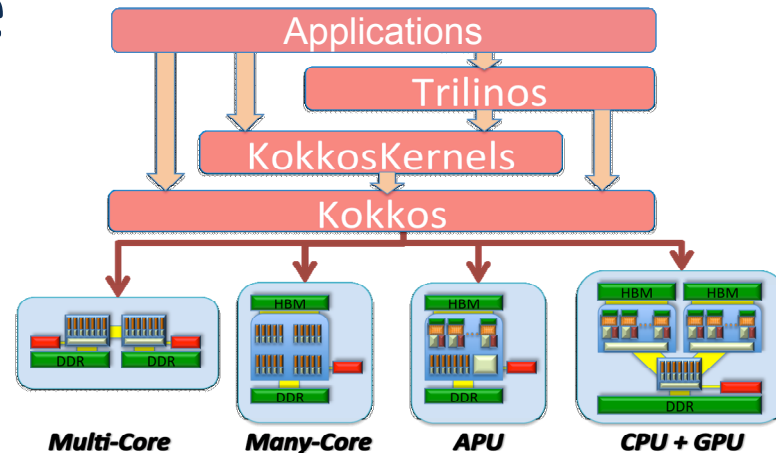 e
Applications
Trilinos
KokkosKernels
Kokkos
HBM
HBM
HBM HBM
DDR DDR
DDR
DDR
DDR
Multi-Core Many-Core APU CPU + GPU